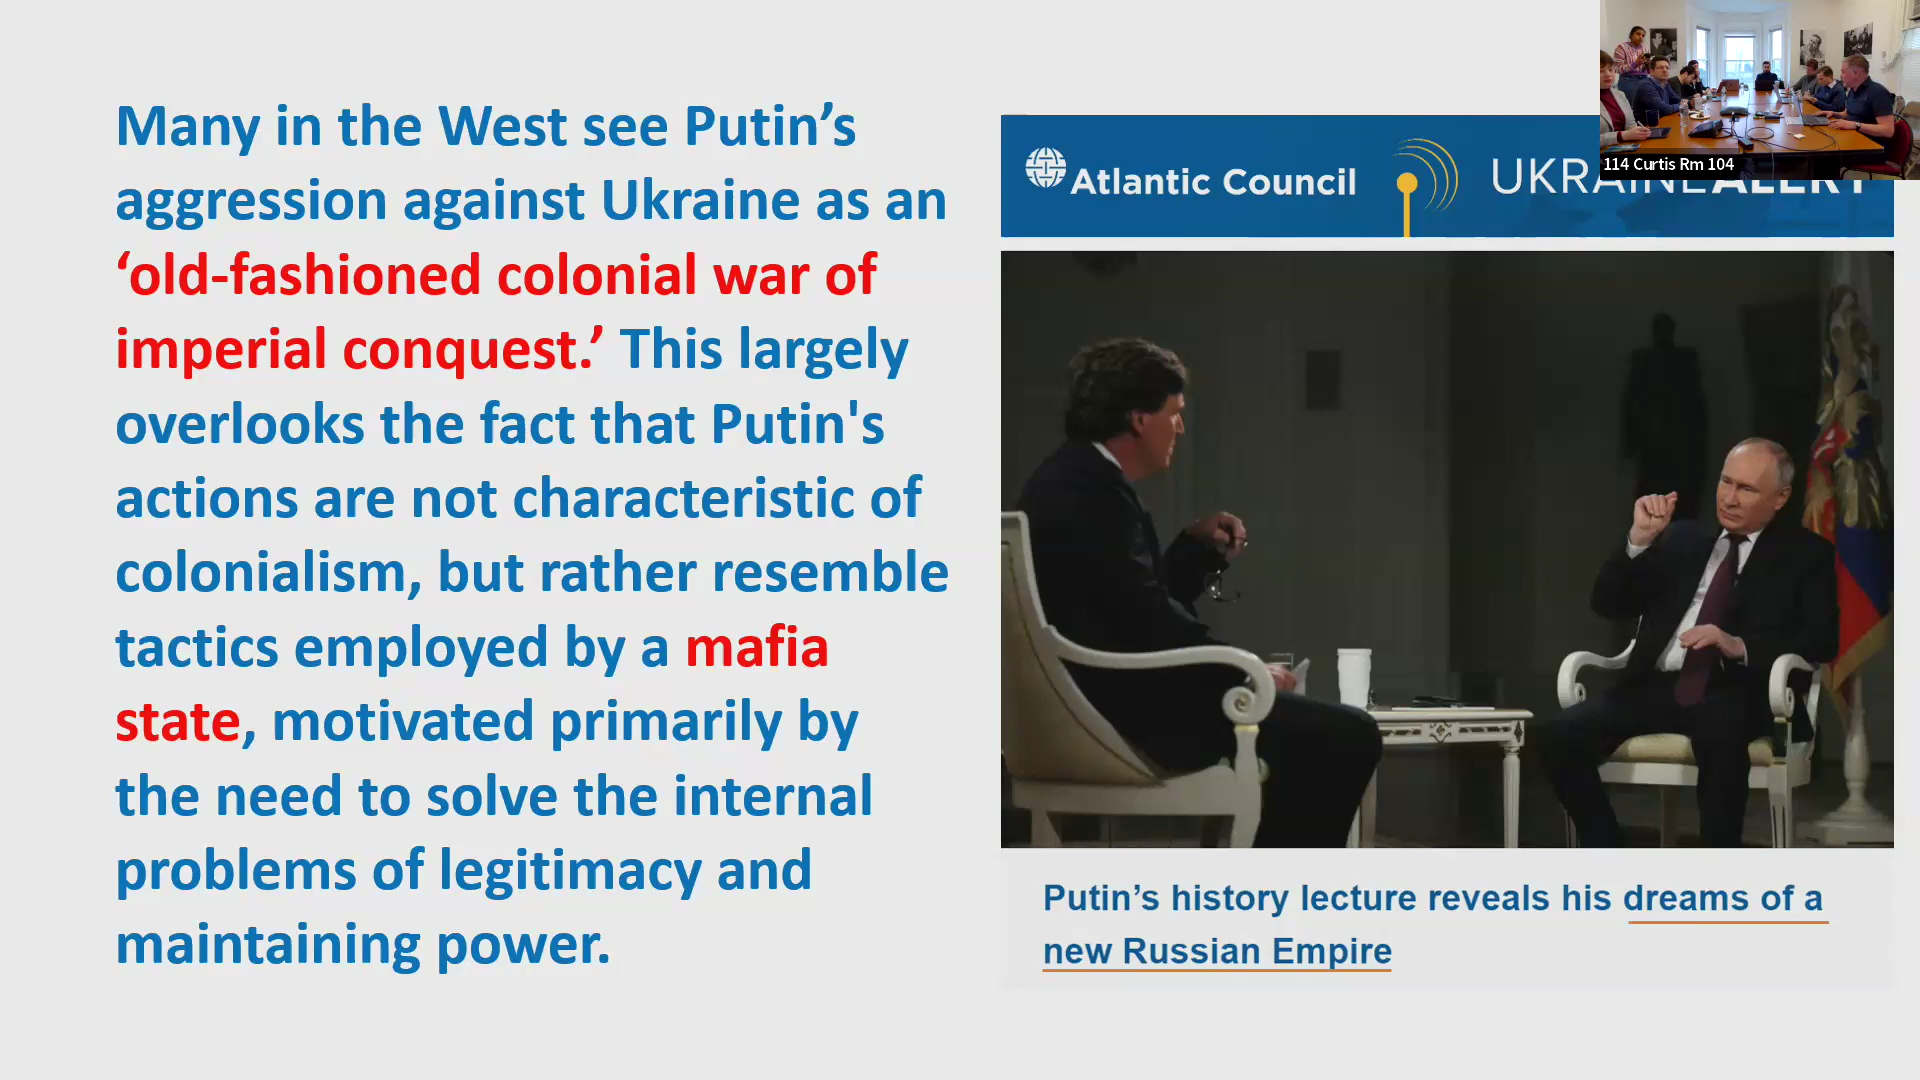 Many in the West see Putin’s
aggression against Ukraine as an
‘old-fashioned colonial war of
imperial conquest.’ This largely
overlooks the fact that Putin's
actions are not characteristic of
colonialism, but rather resemble
tactics employed by a mafia
state, motivated primarily by
the need to solve the internal
problems of legitimacy and
maintaining power.
114 Curtis Rm 104
Atlantic Council
UKRAINEALERT
Putin’s history lecture reveals his dreams of a
new Russian Empire